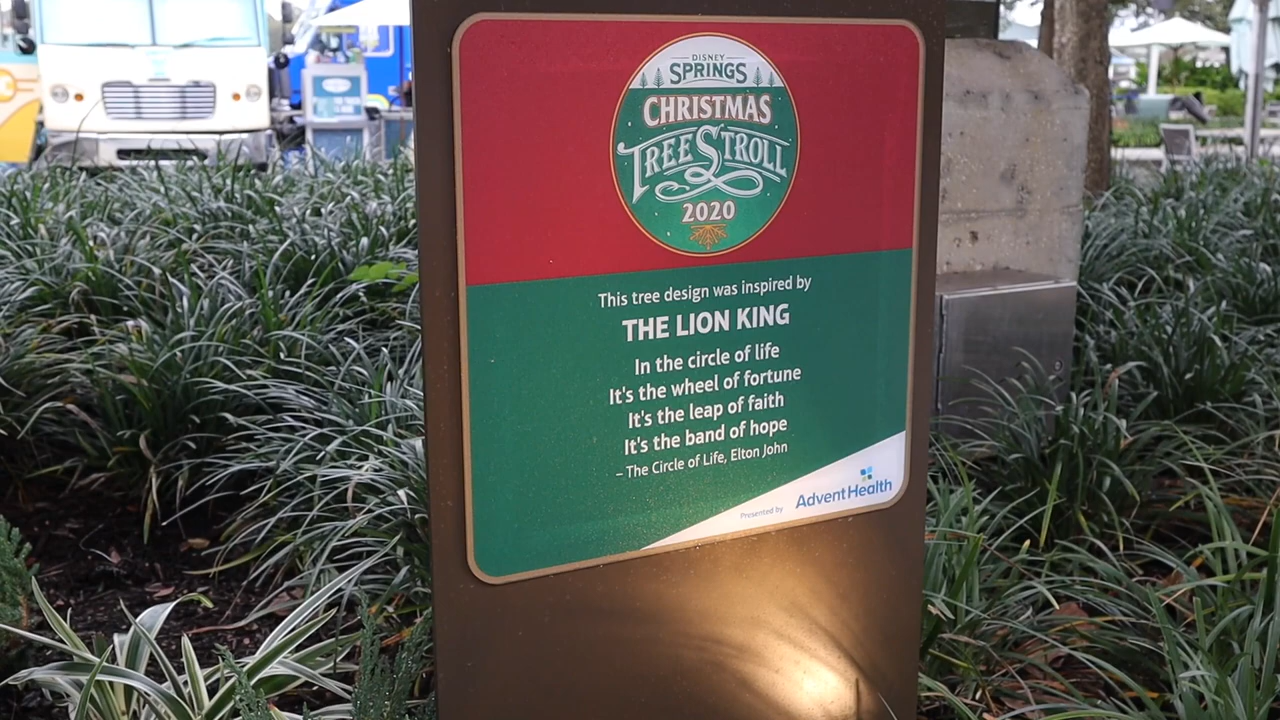 DISNEY
SPRINGS
CHRISTMAS
TREE STROLL
2020
This tree design was inspired by
THE LION KING
In the circle of life
It's the wheel of fortune
It's the leap of faith
It's the band of hope
– The Circle of Life, Elton John
Presented by
AdventHealth